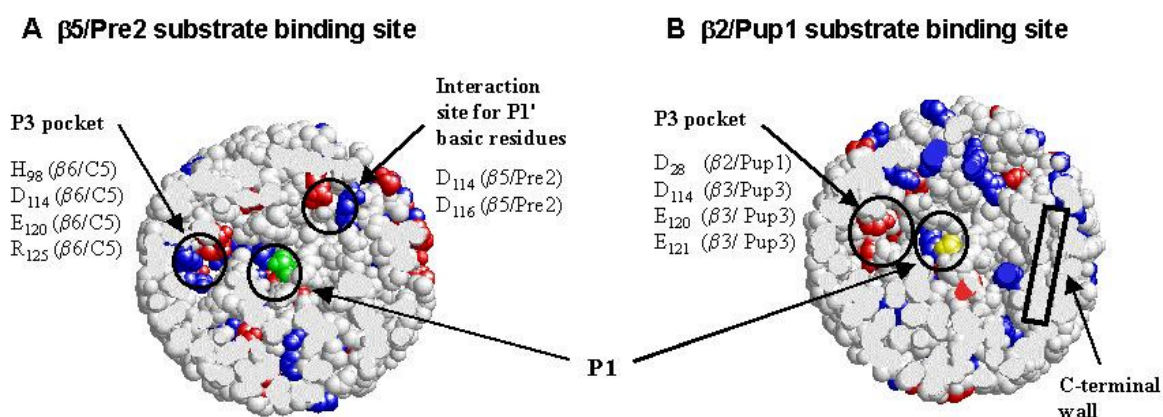 A β5/Pre2 substrate binding site
B β2/Pup1 substrate binding site
P3 pocket
H98 (β6/C5)
D114 (β6/C5)
E120 (β6/C5)
R125 (β6/C5)
Interaction
site for P1'
basic residues
D114 (β5/Pre2)
D116 (β5/Pre2)
P3 pocket
D28 (β2/Pup1)
D114 (β3/Pup3)
E120 (β3/ Pup3)
E121 (β3/ Pup3)
P1
C-terminal
wall